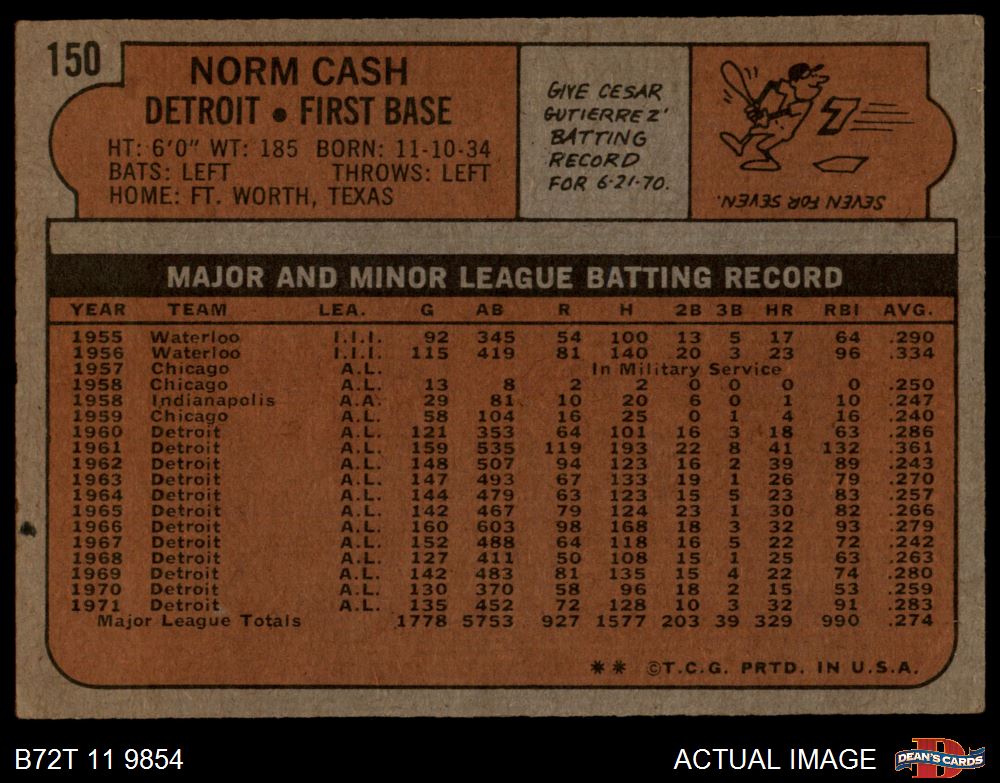 150
NORM CASH
DETROIT • FIRST BASE
HT: 6'0" WT: 185 BORN: 11-10-34
BATS: LEFT THROWS: LEFT
HOME: FT. WORTH, TEXAS
GIVE CESAR
GUTIERREZ'
BATTING
RECORD
FOR 6-21-70.
7
SEVEN FOR SEVEN.
MAJOR AND MINOR LEAGUE BATTING RECORD
YEAR TEAM LEA. G AB R H 2B 3B HR RBI AVG.
1955 Waterloo I.I.I. 92 345 54 100 13 5 17 64 .290
1956 Waterloo I.I.I. 115 419 81 140 20 3 23 96 .334
1957 Chicago A.L. In Military Service
1958 Chicago A.L. 13 8 2 2 0 0 0 0 .250
1958 Indianapolis A.A. 29 81 10 20 6 0 1 10 .247
1959 Chicago A.L. 58 104 16 25 0 1 4 16 .240
1960 Detroit A.L. 121 353 64 101 16 3 18 63 .286
1961 Detroit A.L. 159 535 119 193 22 8 41 132 .361
1962 Detroit A.L. 148 507 94 123 16 2 39 89 .243
1963 Detroit A.L. 147 493 67 133 19 1 26 79 .270
1964 Detroit A.L. 144 479 63 123 15 5 23 83 .257
1965 Detroit A.L. 142 467 79 124 23 1 30 82 .266
1966 Detroit A.L. 160 603 98 168 18 3 32 93 .279
1967 Detroit A.L. 152 488 64 118 16 5 22 72 .242
1968 Detroit A.L. 127 411 50 108 15 1 25 63 .263
1969 Detroit A.L. 142 483 81 135 15 4 22 74 .280
1970 Detroit A.L. 130 370 58 96 18 2 15 53 .259
1971 Detroit A.L. 135 452 72 128 10 3 32 91 .283
Major League Totals 1778 5753 927 1577 203 39 329 990 .274
** ©T.C.G. PRTD. IN U.S.A.
B72T 11 9854
ACTUAL IMAGE
D
DEAN'S CARDS